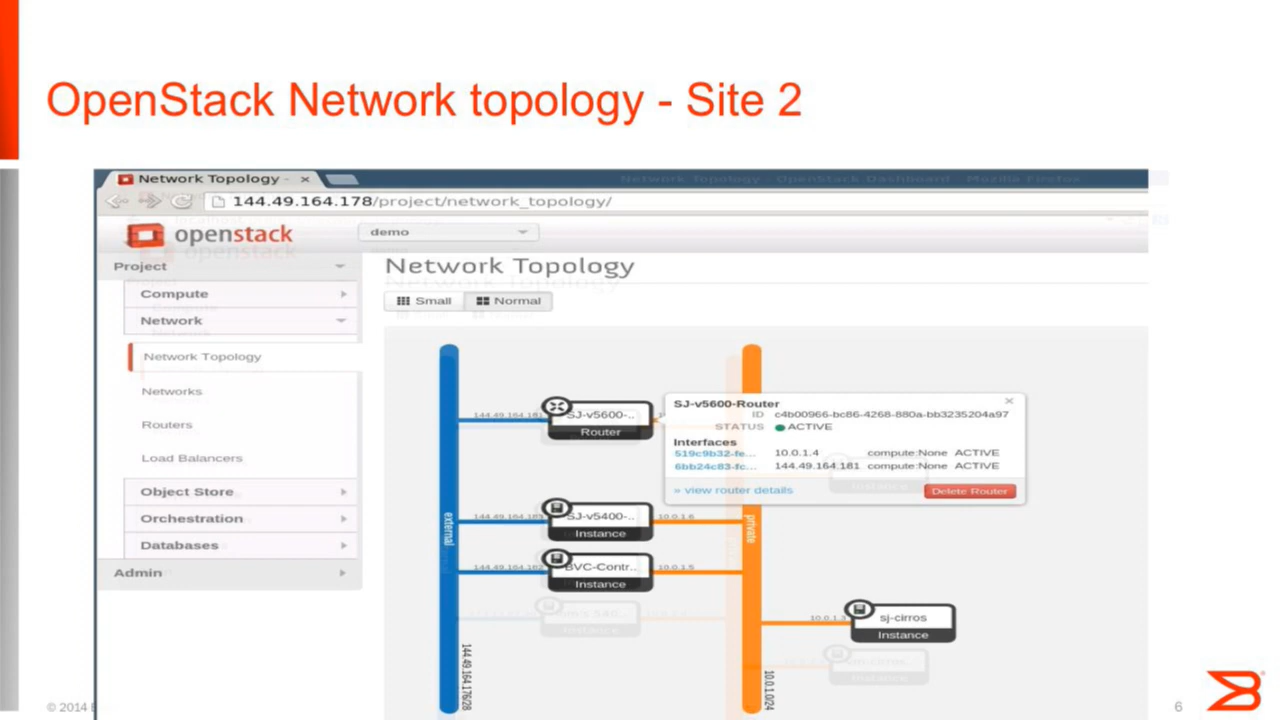 OpenStack Network topology - Site 2
Network Topology -
144.49.164.178/project/network_topology/
openstack
demo
Project
Compute
Network
Network Topology
Networks
Routers
Load Balancers
Object Store
Orchestration
Databases
Admin
Network Topology
Small
Normal
external
144.49.164.176/28
private
10.0.1.0/24
144.49.164.181
SJ-v5600-..
Router
SJ-v5600-Router
ID c4b00966-bc86-4268-880a-bb3235204a97
STATUS ACTIVE
Interfaces
519c9b32-fe... 10.0.1.4 compute:None ACTIVE
6bb24c83-fc... 144.49.164.181 compute:None ACTIVE
» view router details
Delete Router
144.49.164.183
SJ-v5400-..
Instance
10.0.1.6
144.49.164.182
BVC-Contr..
Instance
10.0.1.5
10.0.1.3
sj-cirros
Instance
© 2014
6